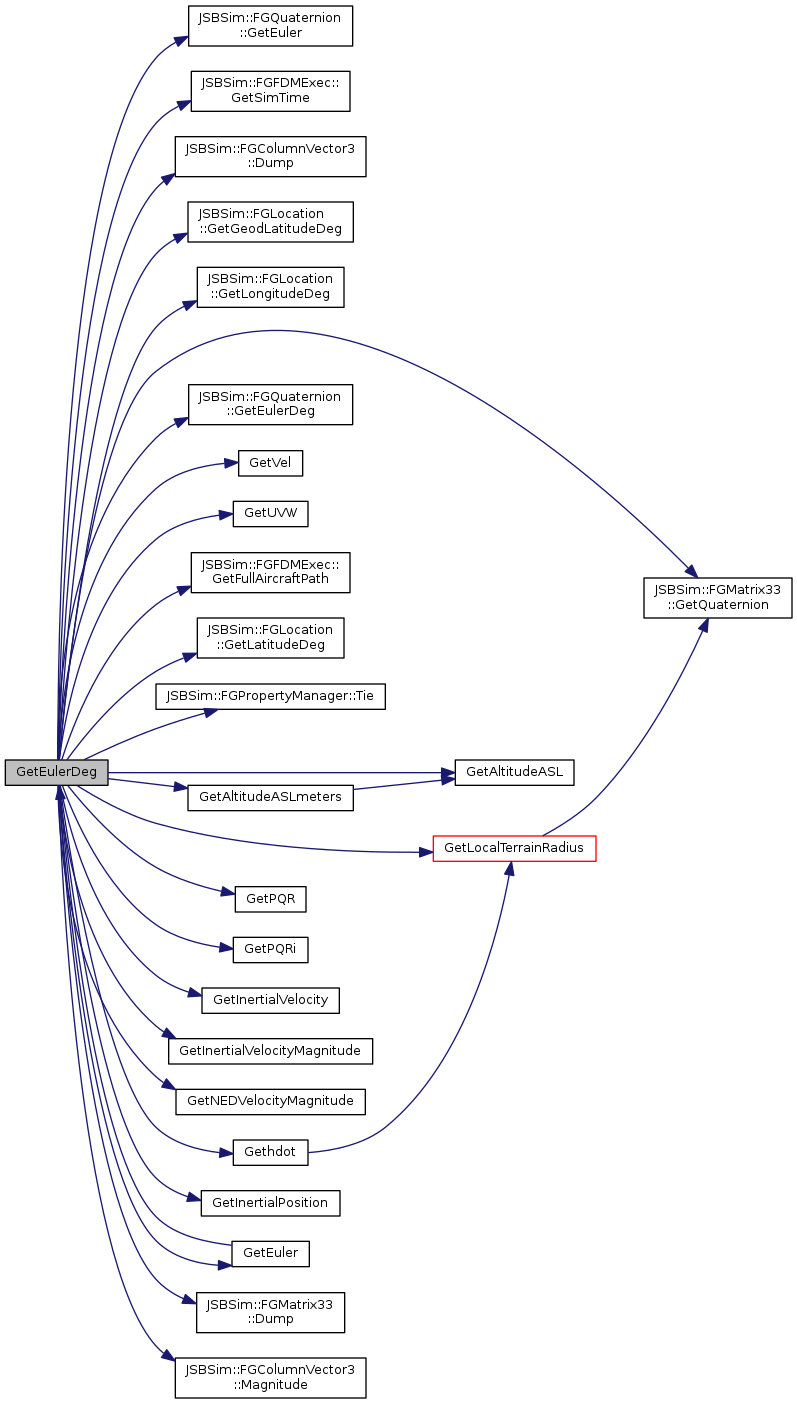 JSBSim::FGQuaternion
::GetEuler
JSBSim::FGFDMExec::
GetSimTime
JSBSim::FGColumnVector3
::Dump
JSBSim::FGLocation
::GetGeodLatitudeDeg
JSBSim::FGLocation
::GetLongitudeDeg
JSBSim::FGQuaternion
::GetEulerDeg
GetVel
GetUVW
JSBSim::FGFDMExec::
GetFullAircraftPath
JSBSim::FGMatrix33
::GetQuaternion
JSBSim::FGLocation
::GetLatitudeDeg
JSBSim::FGPropertyManager::Tie
GetEulerDeg
GetAltitudeASL
GetAltitudeASLmeters
GetLocalTerrainRadius
GetPQR
GetPQRi
GetInertialVelocity
GetInertialVelocityMagnitude
GetNEDVelocityMagnitude
Gethdot
GetInertialPosition
GetEuler
JSBSim::FGMatrix33
::Dump
JSBSim::FGColumnVector3
::Magnitude